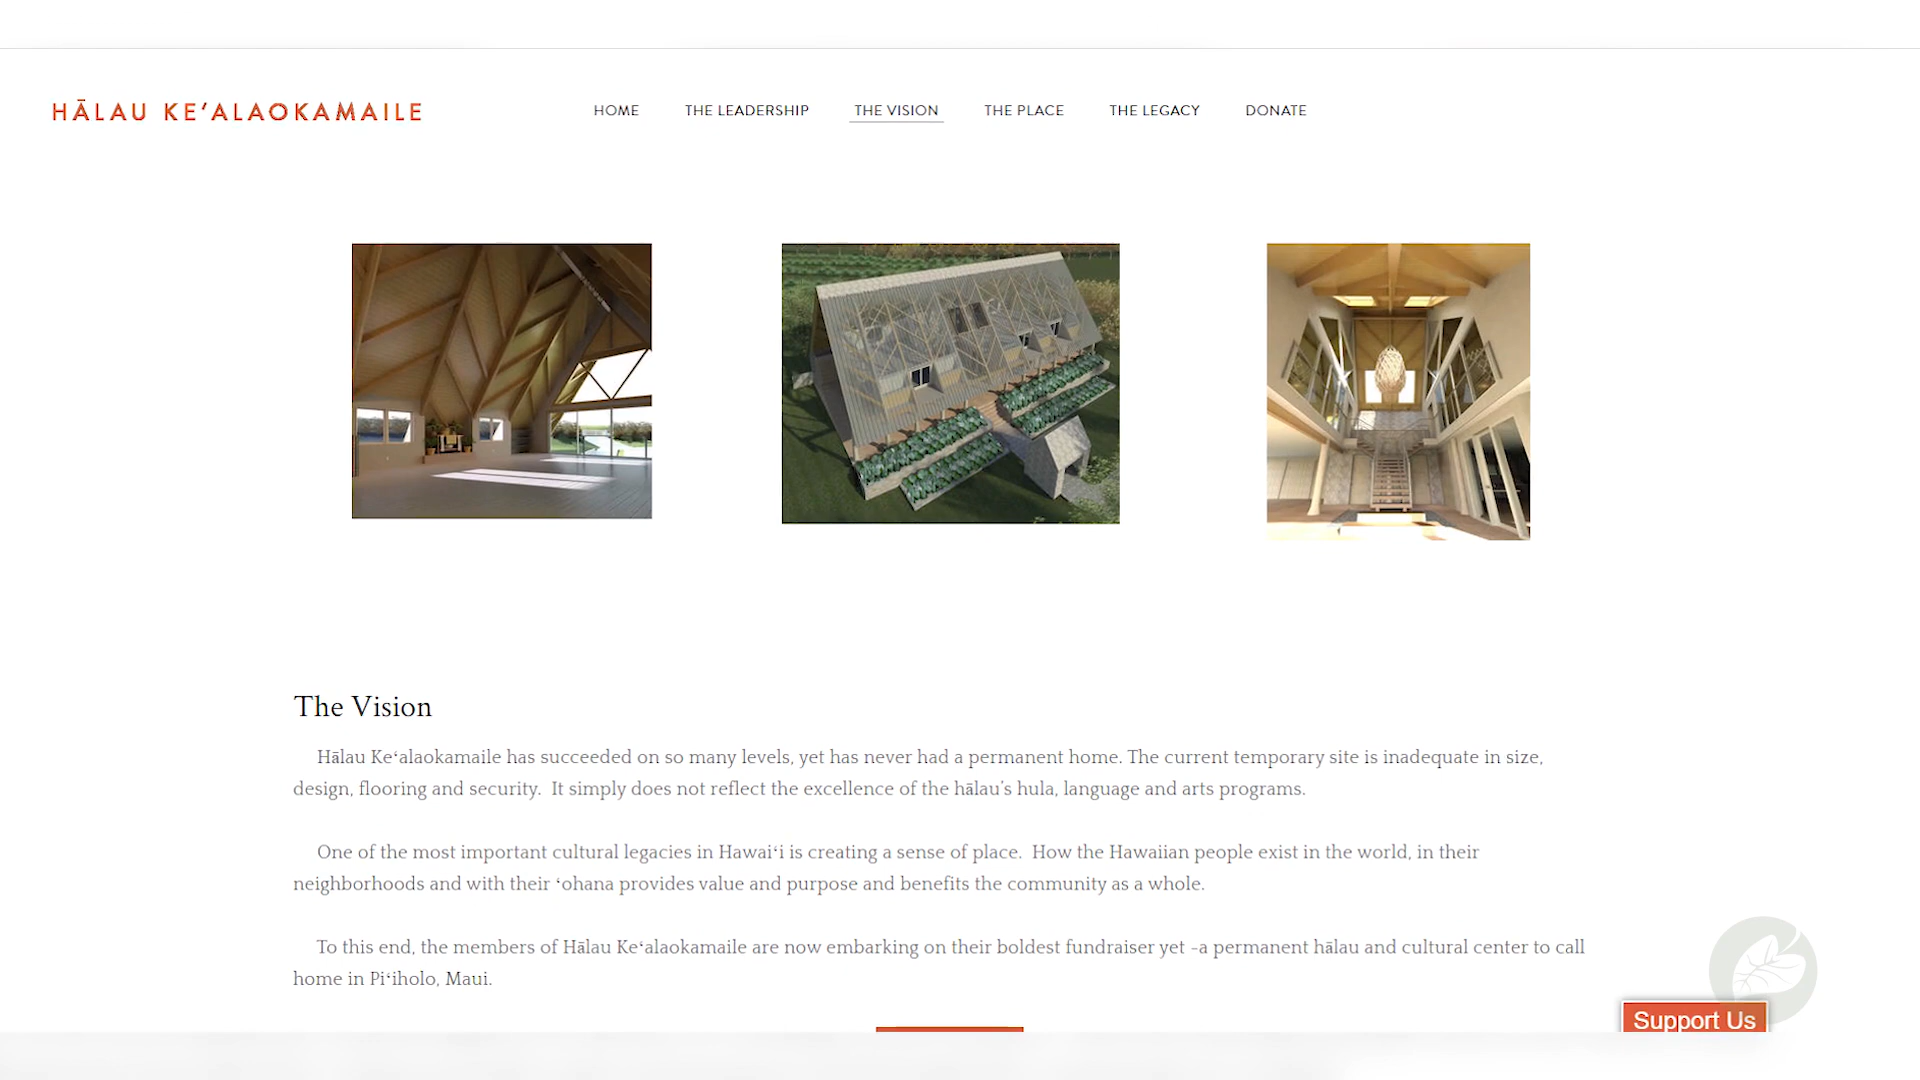 HĀLAU KEʻALAOKAMAILE
HOME THE LEADERSHIP THE VISION THE PLACE THE LEGACY DONATE
The Vision
Hālau Keʻalaokamaile has succeeded on so many levels, yet has never had a permanent home. The current temporary site is inadequate in size,
design, flooring and security. It simply does not reflect the excellence of the hālau's hula, language and arts programs.
One of the most important cultural legacies in Hawaiʻi is creating a sense of place. How the Hawaiian people exist in the world, in their
neighborhoods and with their ʻohana provides value and purpose and benefits the community as a whole.
To this end, the members of Hālau Keʻalaokamaile are now embarking on their boldest fundraiser yet -a permanent hālau and cultural center to call
home in Piʻiholo, Maui.
Support Us